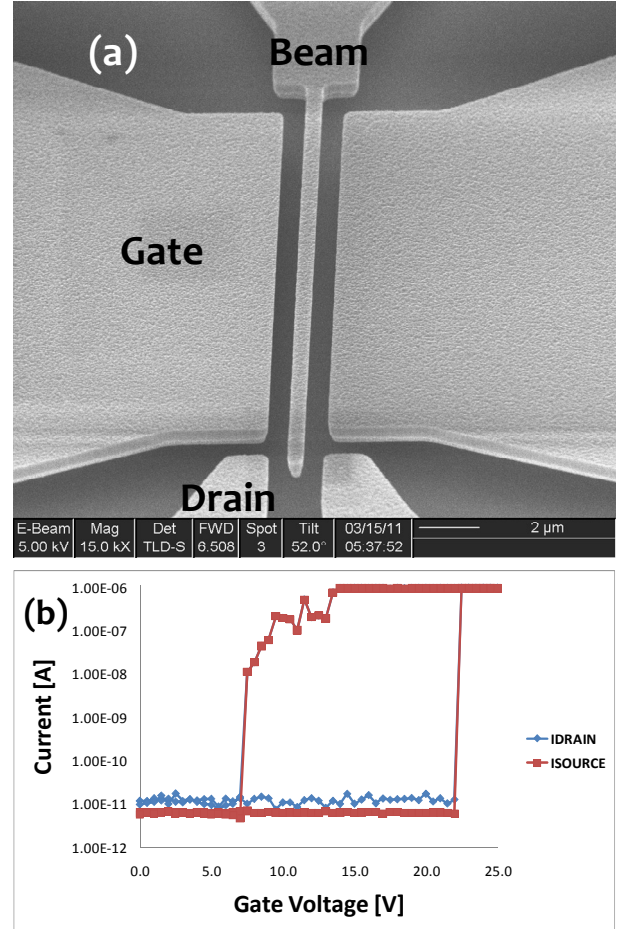 (a)
Beam
Gate
Drain
E-Beam Mag Det FWD Spot Tilt 03/15/11 2 µm
5.00 kV 15.0 kX TLD-S 6.508 3 52.0° 05:37.52
(b)
1.00E-06
1.00E-07
1.00E-08
1.00E-09
1.00E-10
1.00E-11
1.00E-12
Current [A]
IDRAIN
ISOURCE
0.0 5.0 10.0 15.0 20.0 25.0
Gate Voltage [V]